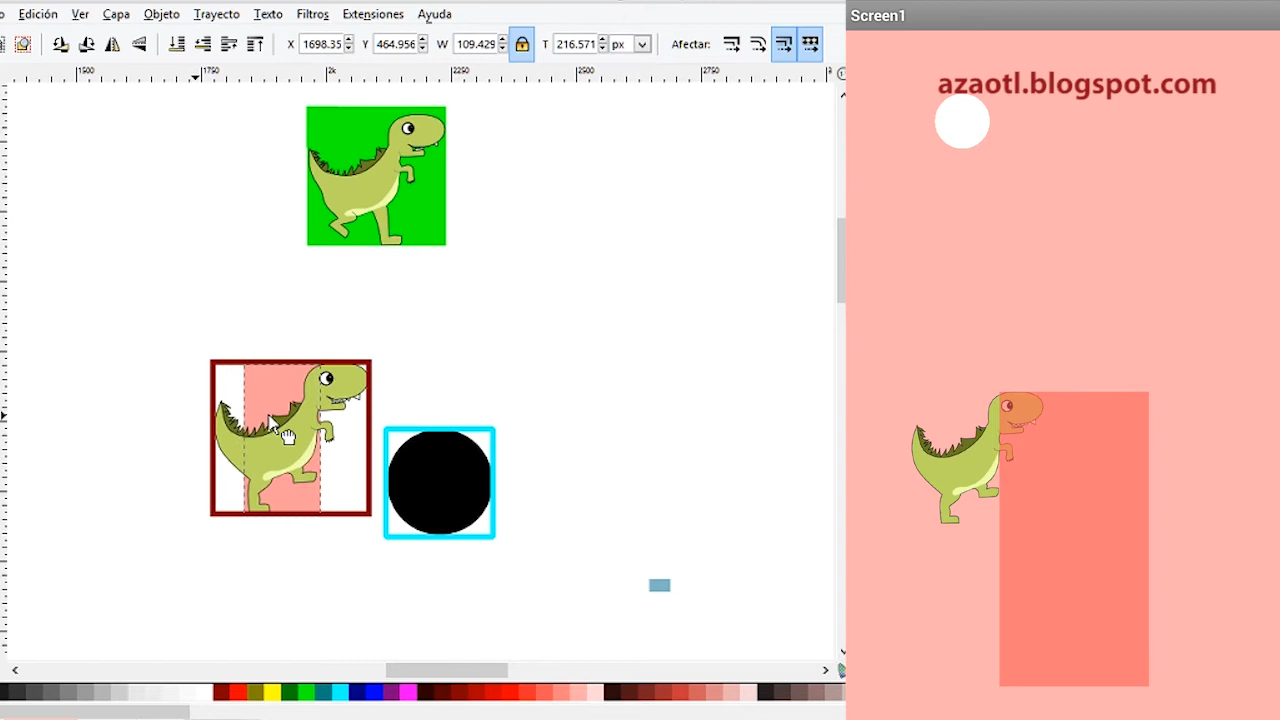 Edición Ver Capa Objeto Trayecto Texto Filtros Extensiones Ayuda
X 1698.35 Y 464.956 W 109.429 T 216.571 px Afectar:
1500 1750 2k 2250 2500 2750
Screen1
azaotl.blogspot.com